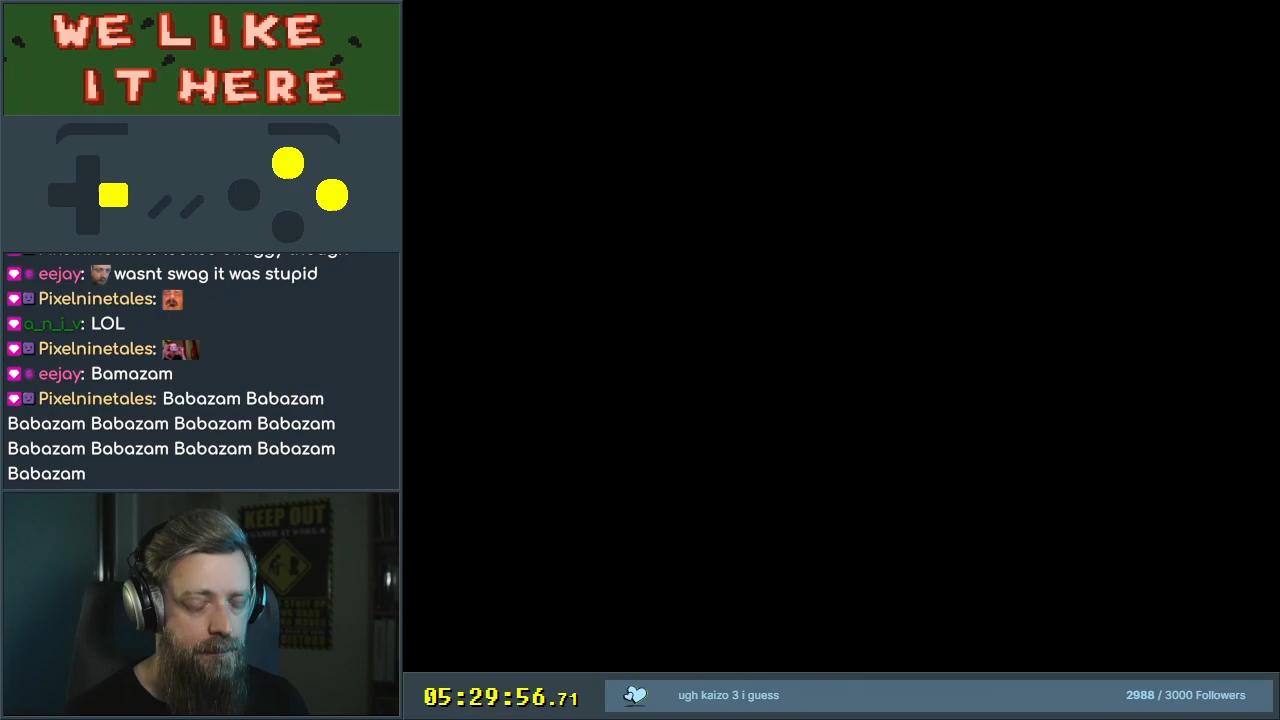 WE LIKE
IT HERE
eejay: wasnt swag it was stupid
Pixelninetales:
a_n_i_v: LOL
Pixelninetales:
eejay: Bamazam
Pixelninetales: Babazam Babazam
Babazam Babazam Babazam Babazam
Babazam Babazam Babazam Babazam
Babazam
KEEP OUT
05:29:56.71
ugh kaizo 3 i guess
2988 / 3000 Followers